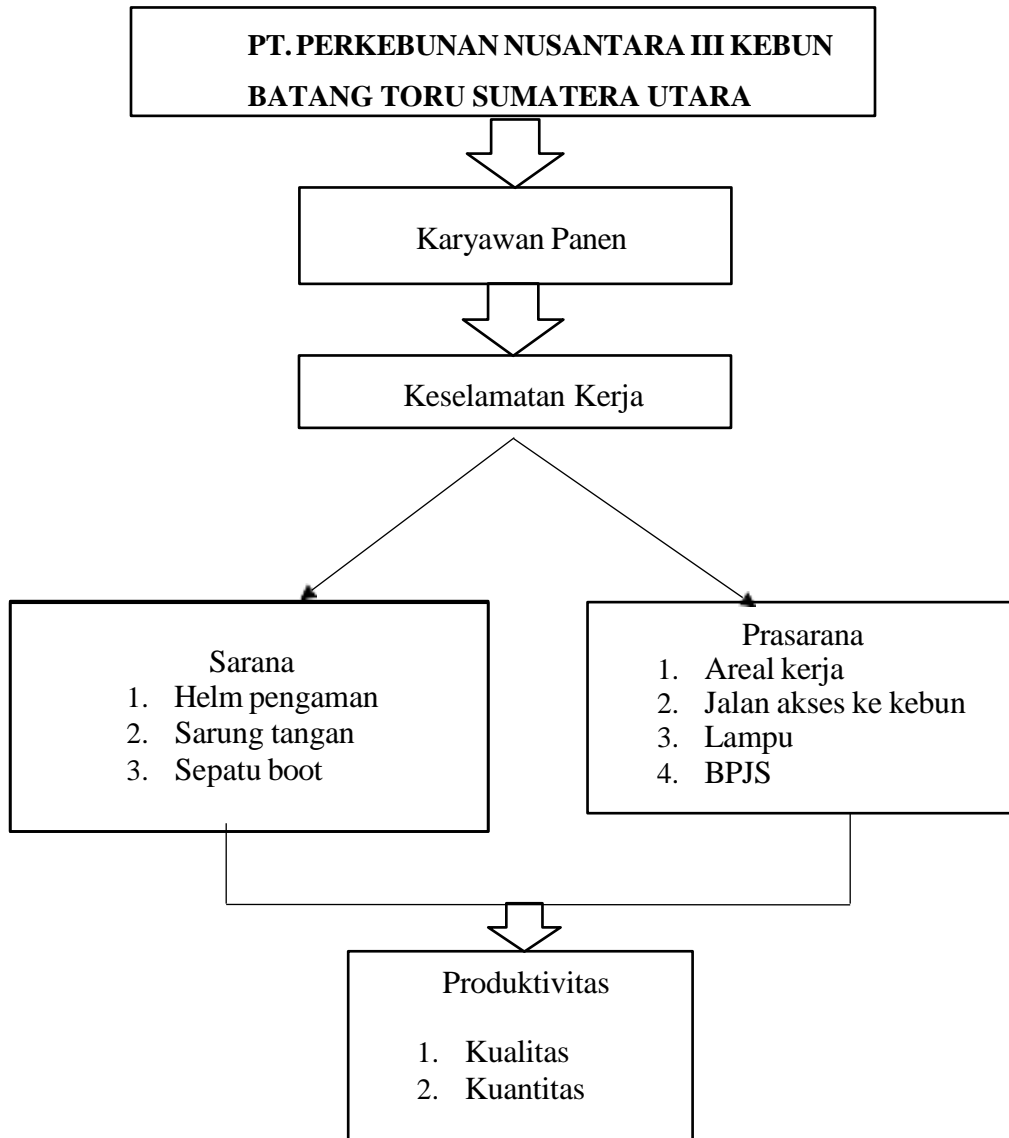 PT. PERKEBUNAN NUSANTARA III KEBUN
BATANG TORU SUMATERA UTARA
Karyawan Panen
Keselamatan Kerja
Sarana
1. Helm pengaman
2. Sarung tangan
3. Sepatu boot
Prasarana
1. Areal kerja
2. Jalan akses ke kebun
3. Lampu
4. BPJS
Produktivitas
1. Kualitas
2. Kuantitas